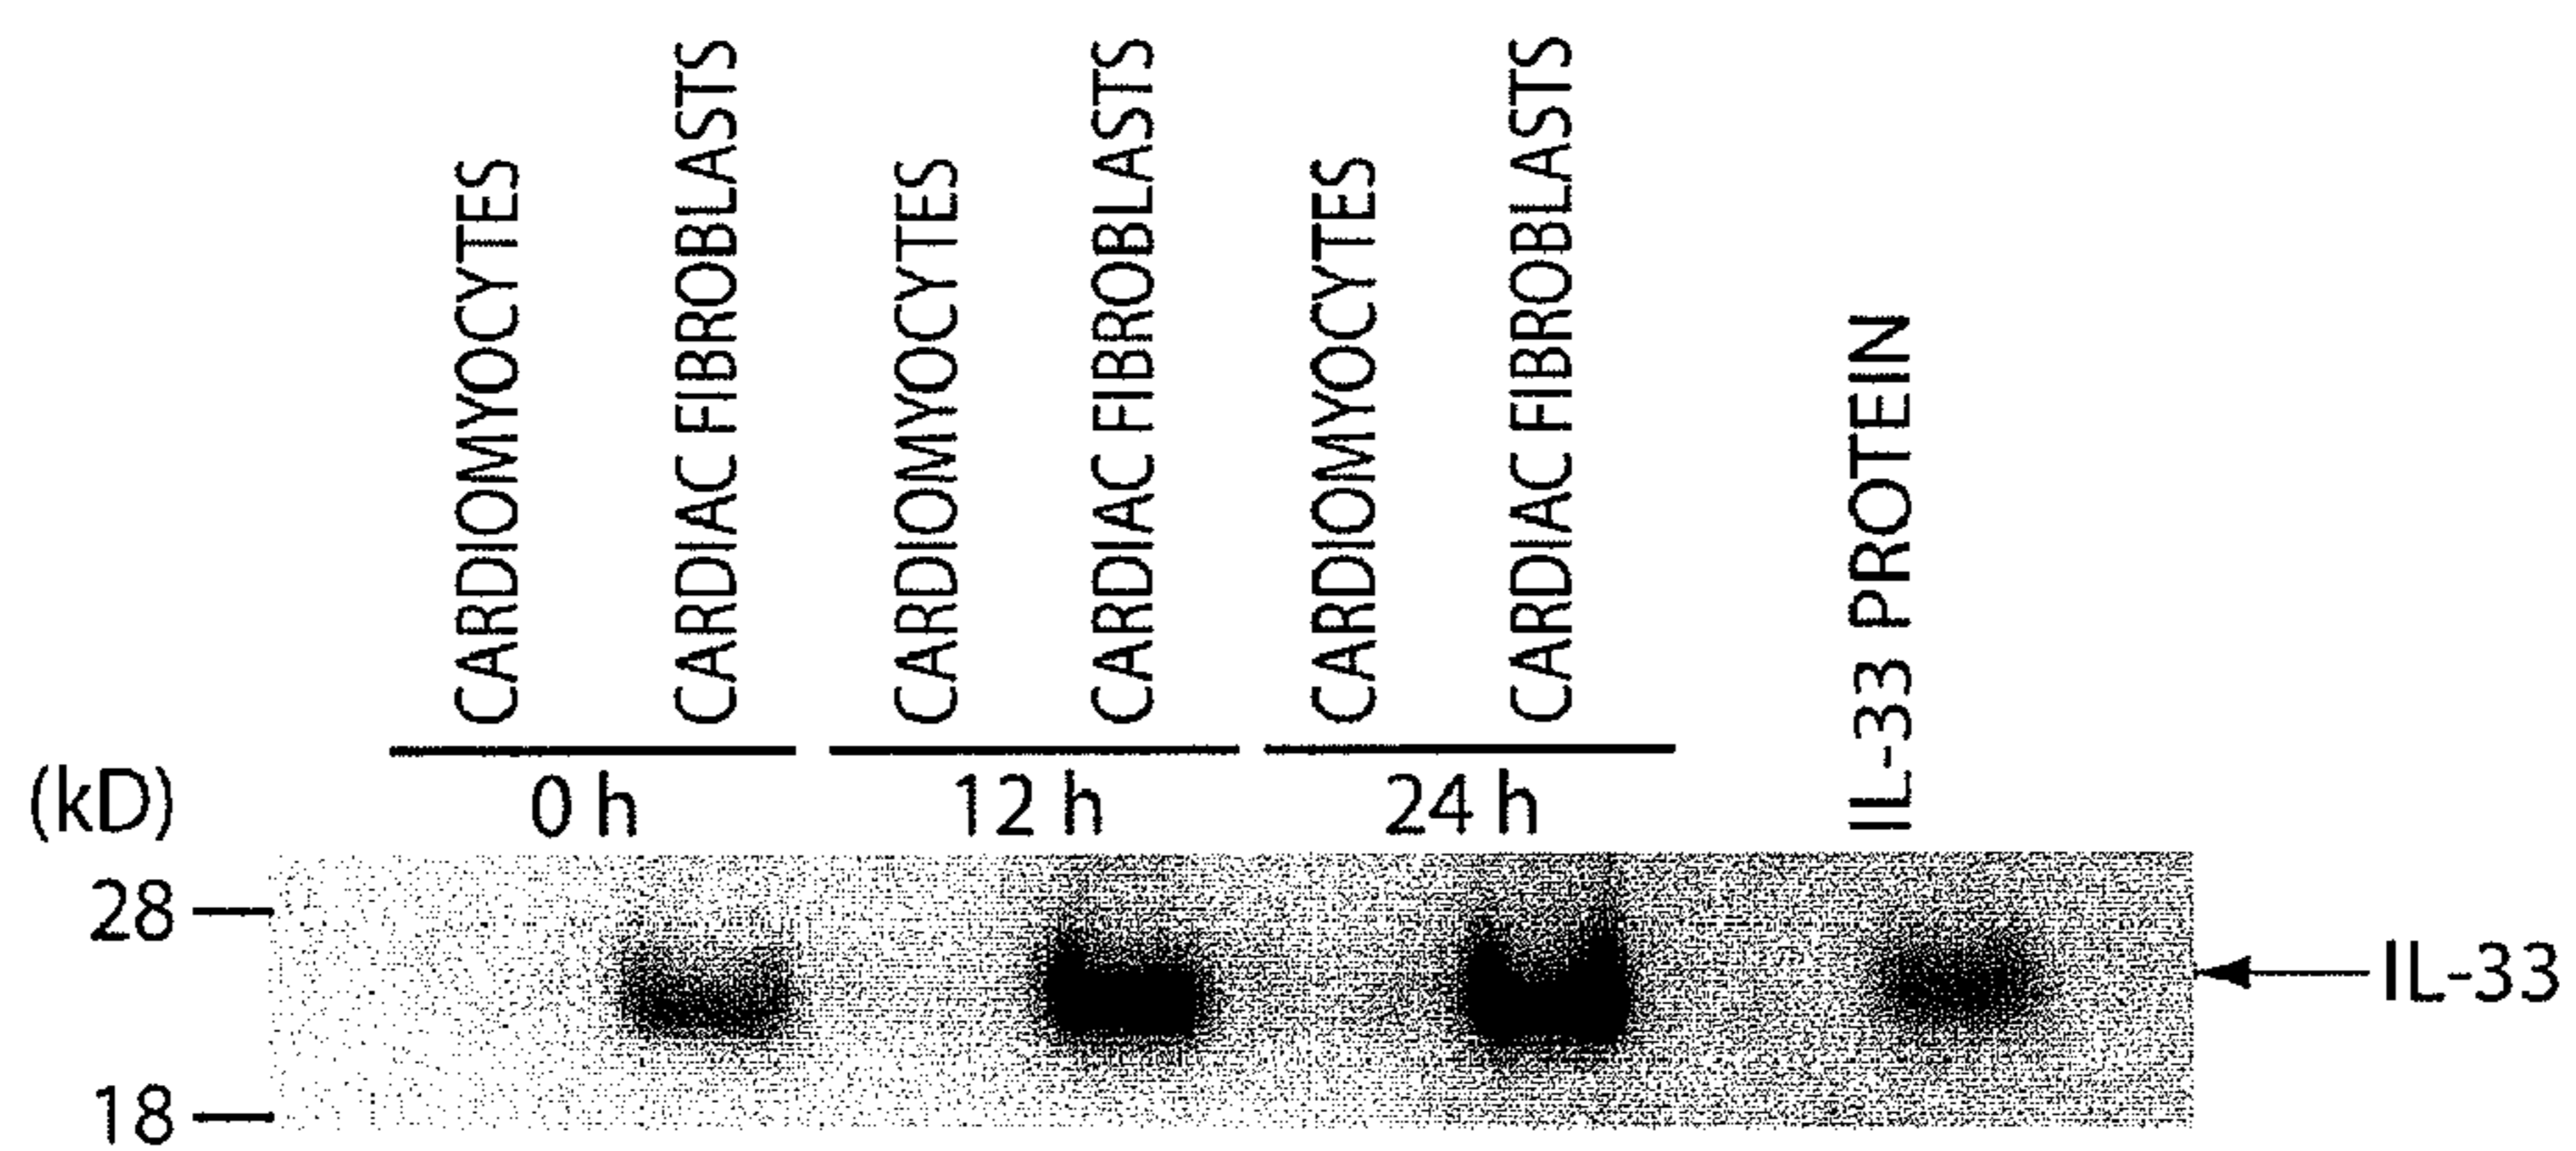 CARDIOMYOCYTES
CARDIAC FIBROBLASTS
CARDIOMYOCYTES
CARDIAC FIBROBLASTS
CARDIOMYOCYTES
CARDIAC FIBROBLASTS
IL-33 PROTEIN
(kD)
0 h
12 h
24 h
28
IL-33
18